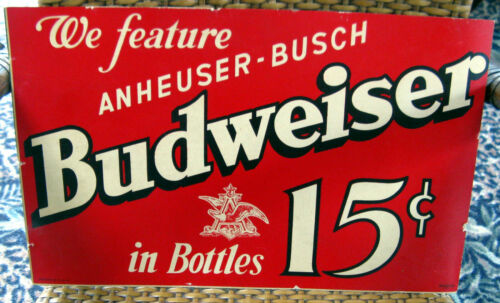 We feature
ANHEUSER-BUSCH
Budweiser
in Bottles 15¢